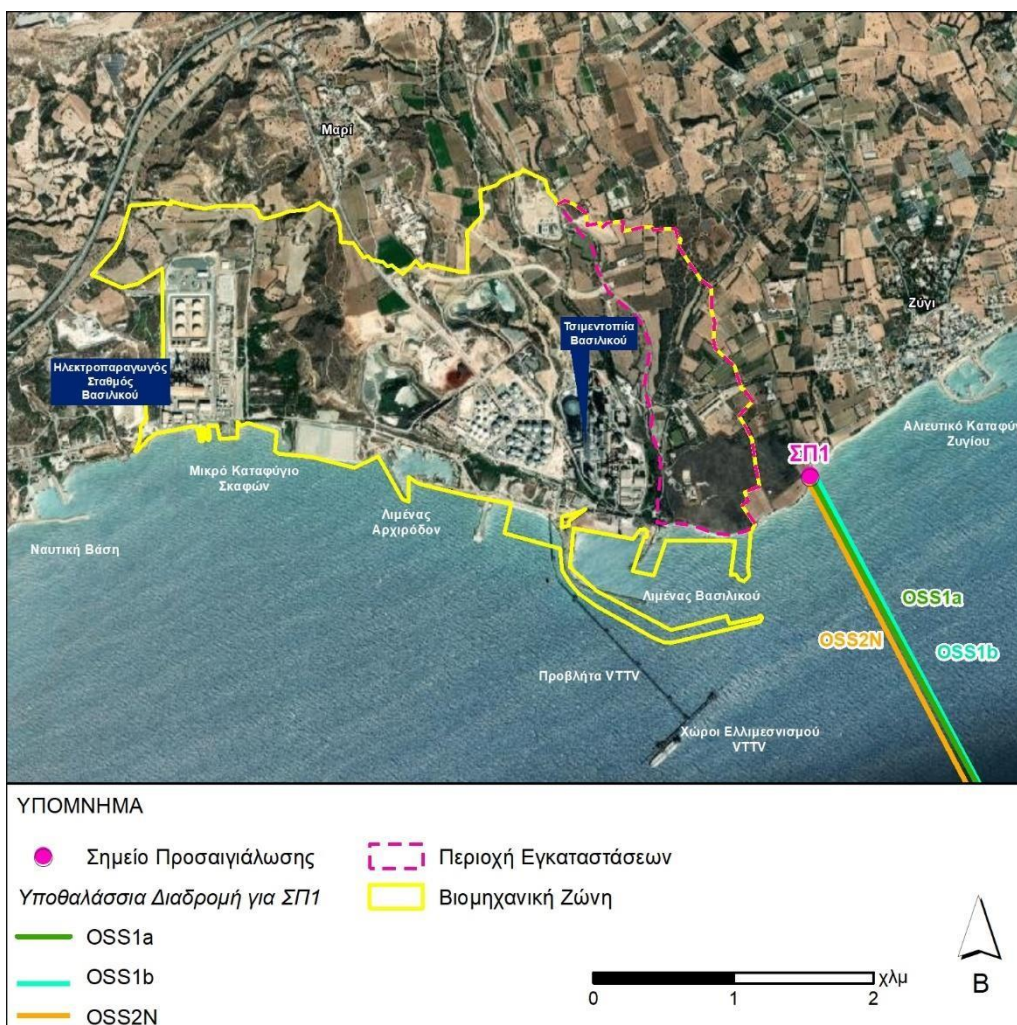 Μαρί
Ζύγι
Τσιμεντοποιία
Βασιλικού
Ηλεκτροπαραγωγός
Σταθμός
Βασιλικού
Αλιευτικό Καταφύγ
Ζυγίου
ΣΠ1
Μικρό Καταφύγιο
Σκαφών
Λιμένας
Αρχιρόδον
Ναυτική Βάση
Λιμένας Βασιλικού
OSS1a
OSS2N
OSS1b
Προβλήτα VTTV
Χώροι Ελλιμεσνισμού
VTTV
ΥΠΟΜΝΗΜΑ
Σημείο Προσαιγιάλωσης
Περιοχή Εγκαταστάσεων
Υποθαλάσσια Διαδρομή για ΣΠ1
Βιομηχανική Ζώνη
OSS1a
OSS1b
OSS2N
χλμ
0 1 2
Β